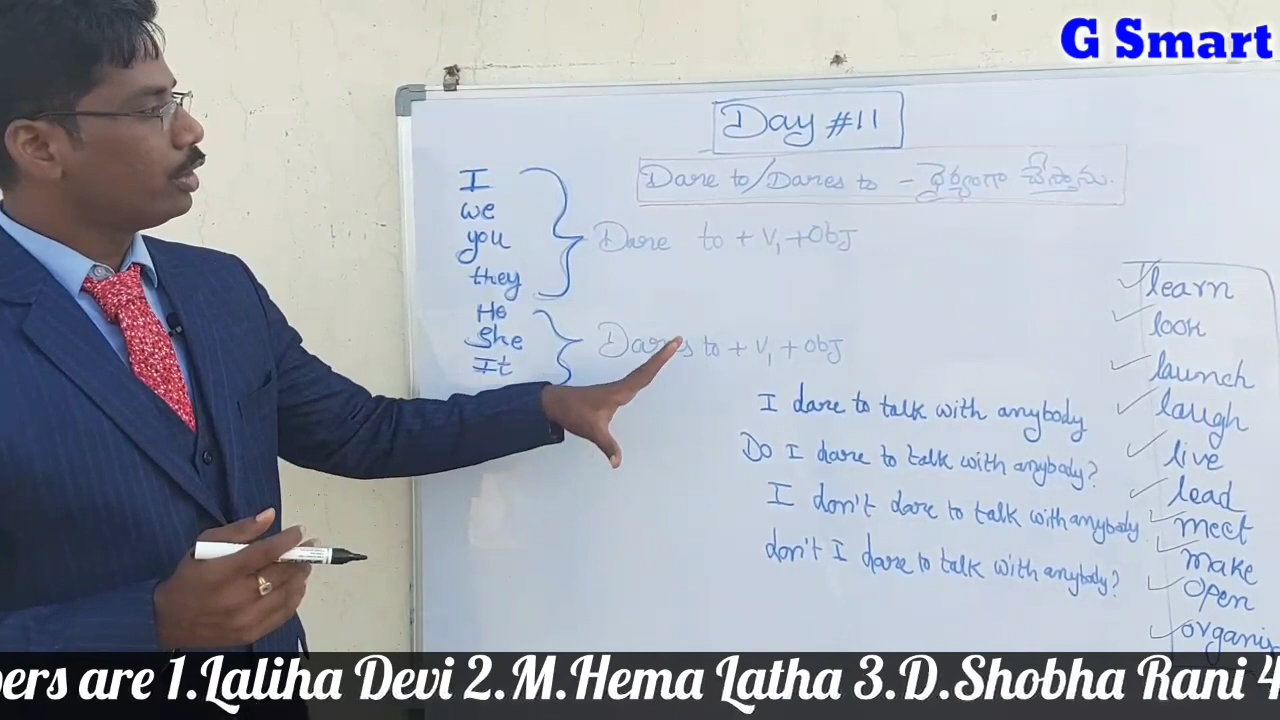 G Smart
Day #11
Dare to/Dares to - ధైర్యంగా చేస్తాను.
I
we
you
they
Dare to + V1 + Obj
He
She
It
Dares to + V1 + Obj
I dare to talk with anybody
Do I dare to talk with anybody?
I don't dare to talk with anybody
don't I dare to talk with anybody?
learn
look
launch
laugh
live
lead
meet
make
open
organis
bers are 1.Laliha Devi 2.M.Hema Latha 3.D.Shobha Rani 4